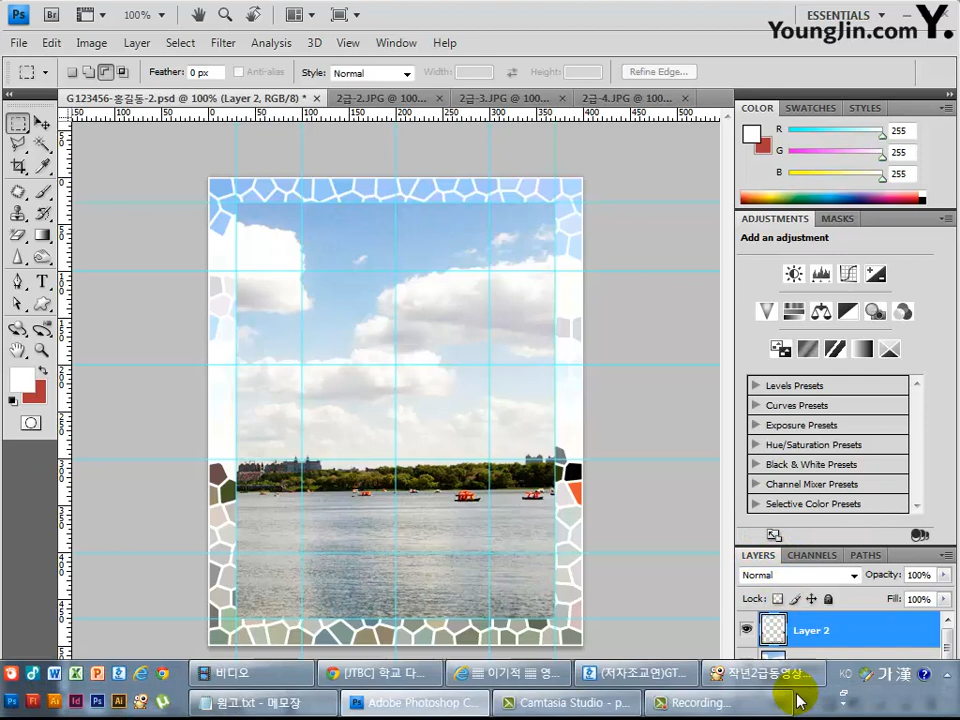 Ps Br 100% ESSENTIALS
YoungJin.com Y.
File Edit Image Layer Select Filter Analysis 3D View Window Help
Feather: 0 px Anti-alias Style: Normal Width: Height: Refine Edge...
G123456-홍길동-2.psd @ 100% (Layer 2, RGB/8) * 2급-2.JPG @ 100... 2급-3.JPG @ 100... 2급-4.JPG @ 100...
COLOR SWATCHES STYLES
R 255
G 255
B 255
ADJUSTMENTS MASKS
Add an adjustment
Levels Presets
Curves Presets
Exposure Presets
Hue/Saturation Presets
Black & White Presets
Channel Mixer Presets
Selective Color Presets
LAYERS CHANNELS PATHS
Normal Opacity: 100%
Lock: Fill: 100%
Layer 2
비디오 [JTBC] 학교 다... 이기적 영... (저자조교연)GT... 작년2급동영상... KO 가 漢
원고.txt - 메모장 Adobe Photoshop C... Camtasia Studio - p... Recording...